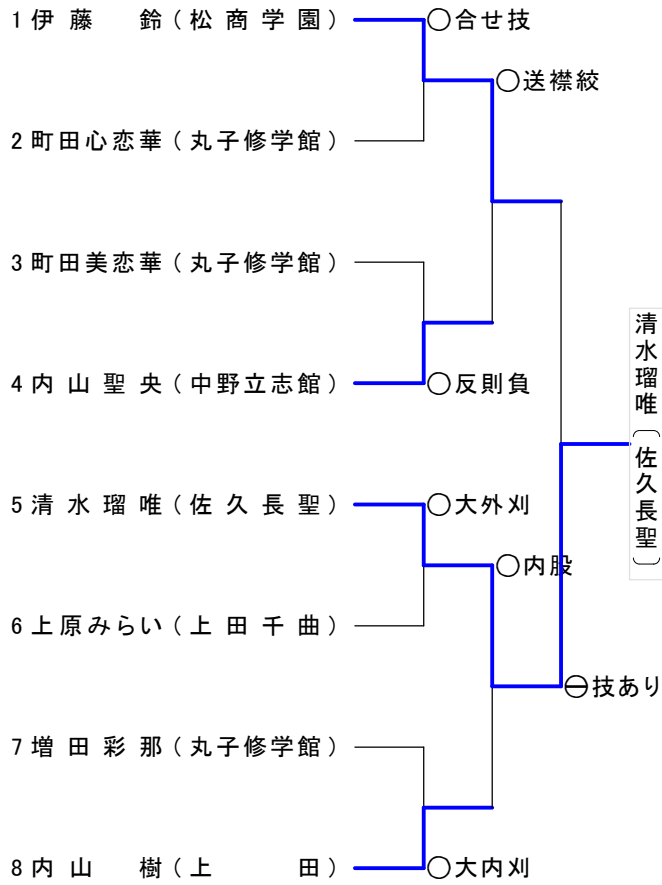 1 伊藤 鈴(松商学園) ○合せ技
○送襟絞
2 町田心恋華(丸子修学館)
3 町田美恋華(丸子修学館)
4 内山聖央(中野立志館) ○反則負
清水瑠唯〔佐久長聖〕
5 清水瑠唯(佐久長聖) ○大外刈
○内股
6 上原みらい(上田千曲)
⊖技あり
7 増田彩那(丸子修学館)
8 内山 樹(上 田) ○大内刈